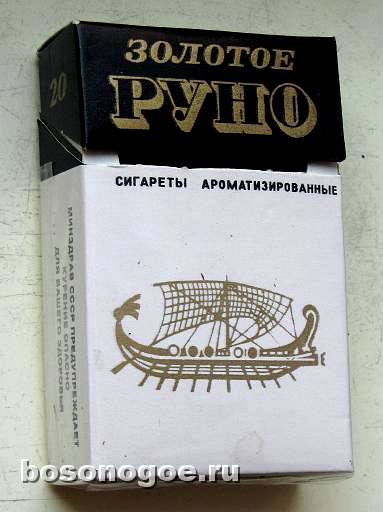 ЗОЛОТОЕ
РУНО
20
СИГАРЕТЫ АРОМАТИЗИРОВАННЫЕ
МИНЗДРАВ СССР ПРЕДУПРЕЖДАЕТ
КУРЕНИЕ ОПАСНО
ДЛЯ ВАШЕГО ЗДОРОВЬЯ
bosonogoe.ru